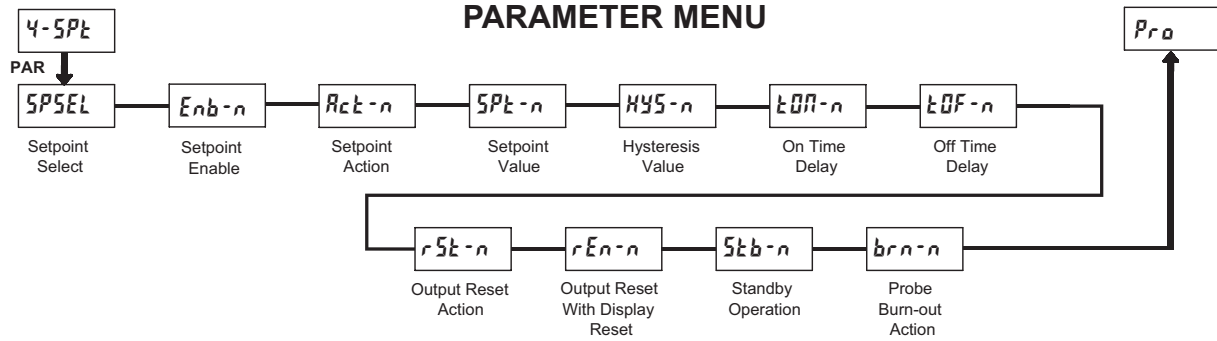 PARAMETER MENU
4-SPt
Pro
PAR
SPSEL
Enb-n
Act-n
SPt-n
HYS-n
tON-n
tOF-n
Setpoint
Select
Setpoint
Enable
Setpoint
Action
Setpoint
Value
Hysteresis
Value
On Time
Delay
Off Time
Delay
rSt-n
rEn-n
Stb-n
brn-n
Output Reset
Action
Output Reset
With Display
Reset
Standby
Operation
Probe
Burn-out
Action